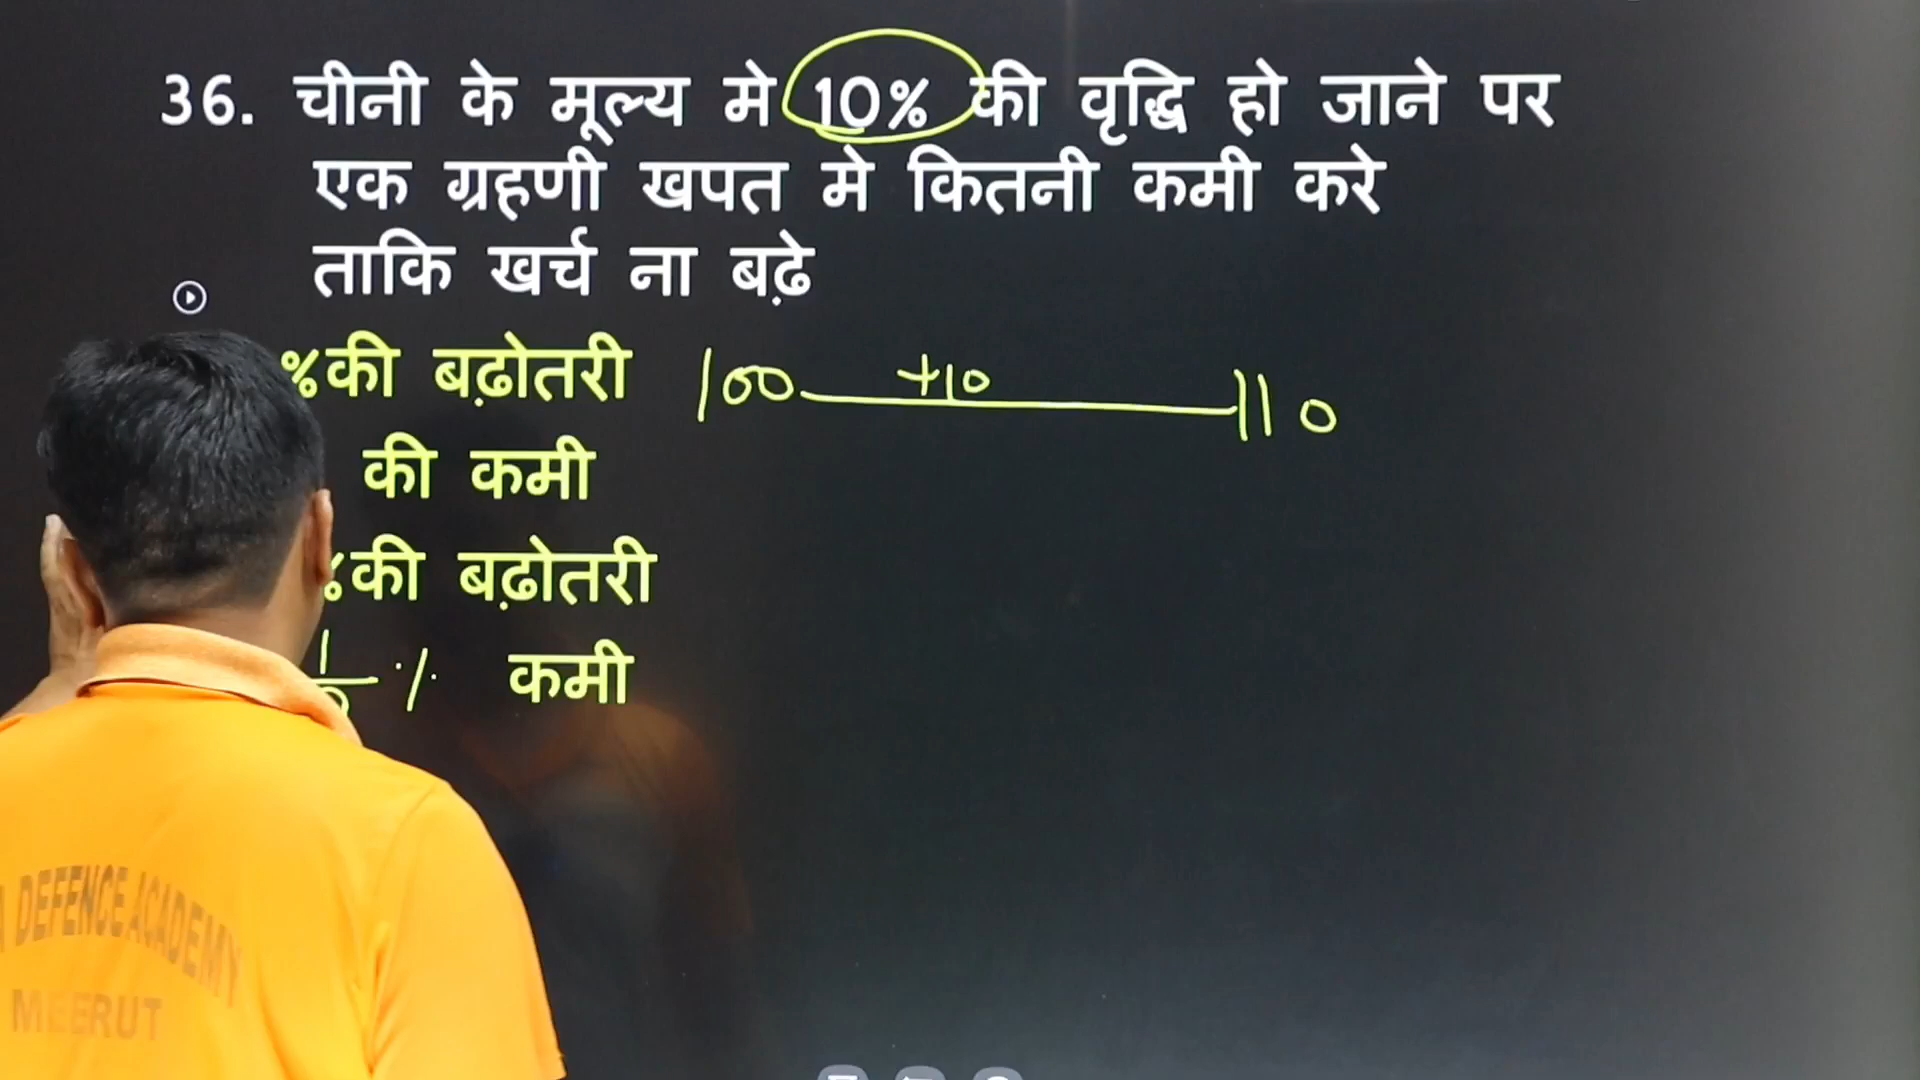 36. चीनी के मूल्य मे 10% की वृद्धि हो जाने पर
एक ग्रहणी खपत मे कितनी कमी करे
ताकि खर्च ना बढ़े
%की बढ़ोतरी
100 +10 110
की कमी
%की बढ़ोतरी
% कमी
DEFENCE ACADEMY
MEERUT